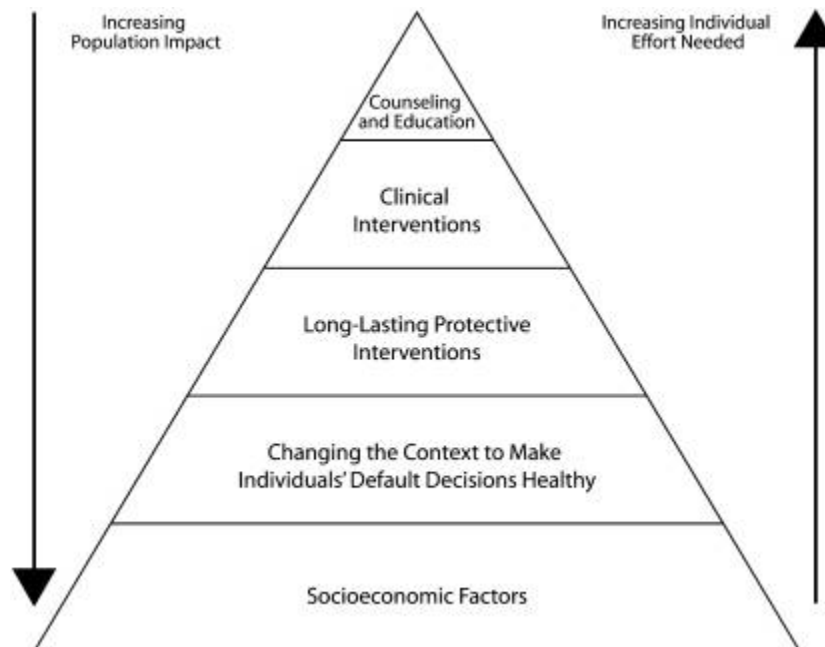 Increasing
Population Impact
Increasing Individual
Effort Needed
Counseling
and Education
Clinical
Interventions
Long-Lasting Protective
Interventions
Changing the Context to Make
Individuals' Default Decisions Healthy
Socioeconomic Factors